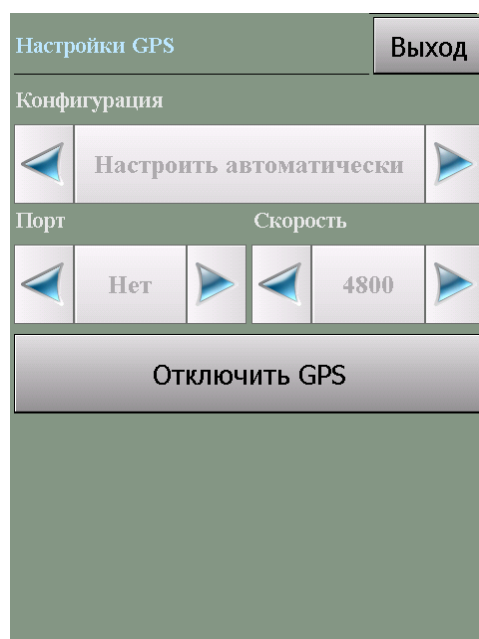 Настройки GPS
Выход
Конфигурация
Настроить автоматически
Порт
Скорость
Нет
4800
Отключить GPS